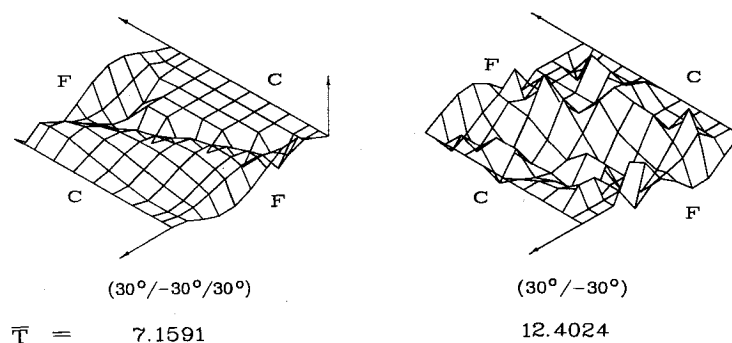 F C F C
C F C F
(30°/-30°/30°) (30°/-30°)
T̅ = 7.1591 12.4024